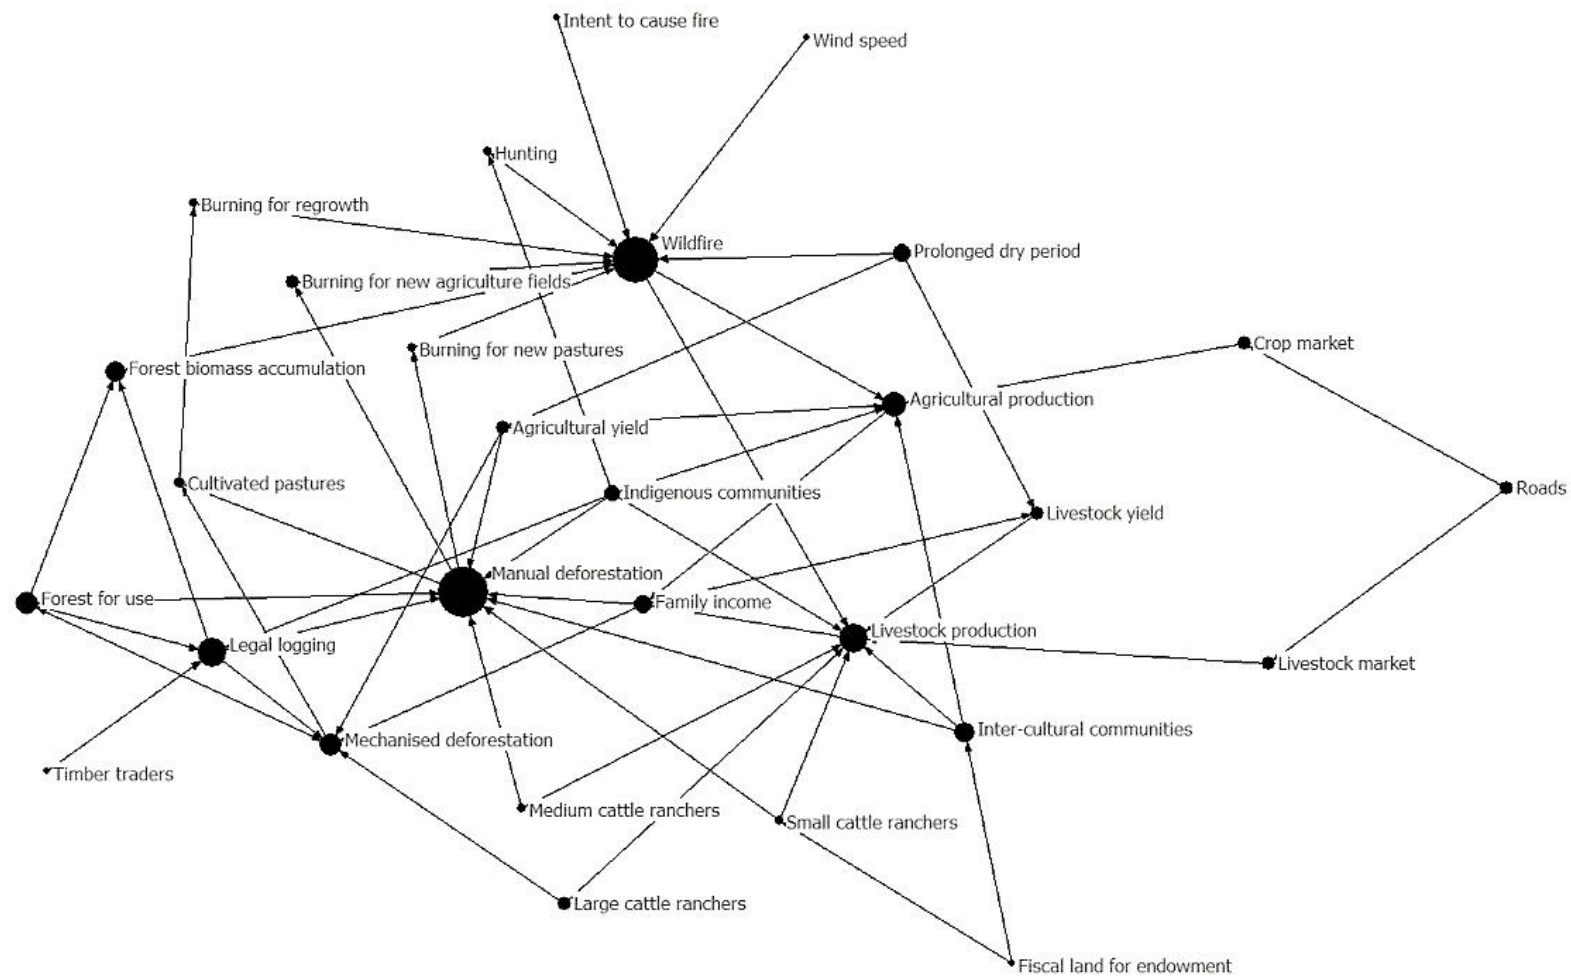 Intent to cause fire
Wind speed
Hunting
Burning for regrowth
Wildfire
Prolonged dry period
Burning for new agriculture fields
Crop market
Burning for new pastures
Forest biomass accumulation
Agricultural production
Agricultural yield
Cultivated pastures
Indigenous communities
Roads
Livestock yield
Manual deforestation
Forest for use
Family income
Livestock production
Legal logging
Livestock market
Inter-cultural communities
Mechanised deforestation
Timber traders
Medium cattle ranchers
Small cattle ranchers
Large cattle ranchers
Fiscal land for endowment